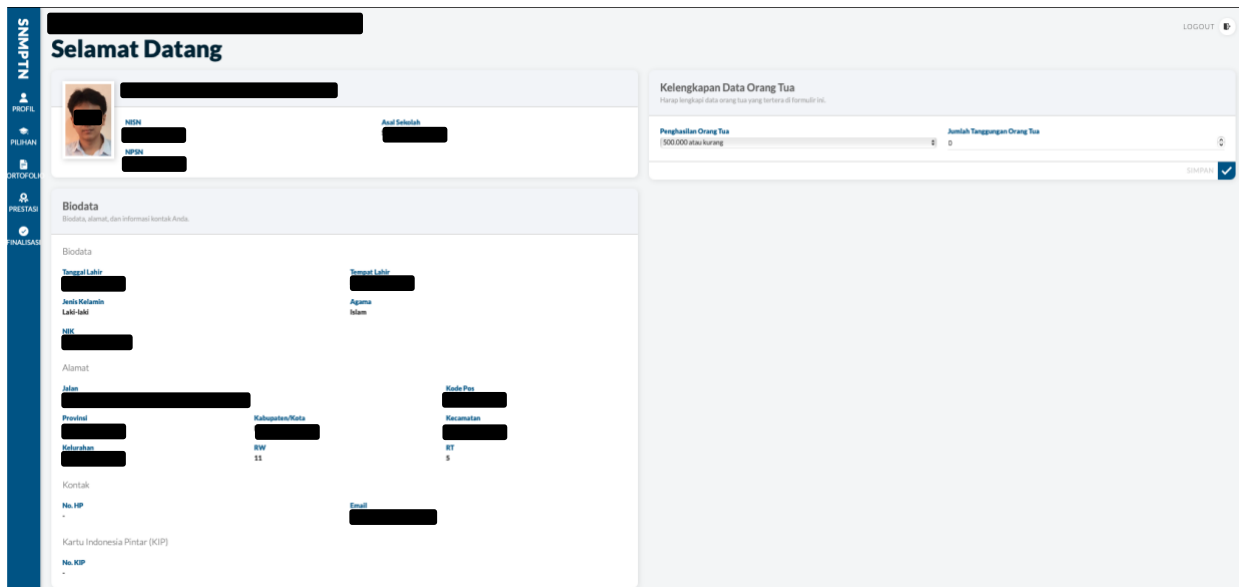 SNMPTN
PROFIL
PILIHAN
ORTOFOLI
PRESTASI
FINALISASI
LOGOUT
Selamat Datang
NISN
Asal Sekolah
NPSN
Kelengkapan Data Orang Tua
Harap lengkapi data orang tua yang tertera di formulir ini.
Penghasilan Orang Tua
Jumlah Tanggungan Orang Tua
500.000 atau kurang
0
SIMPAN
Biodata
Biodata, alamat, dan informasi kontak Anda.
Biodata
Tanggal Lahir
Tempat Lahir
Jenis Kelamin
Agama
Laki-laki
Islam
NIK
Alamat
Jalan
Kode Pos
Provinsi
Kabupaten/Kota
Kecamatan
Kelurahan
RW
RT
11
5
Kontak
No. HP
Email
-
Kartu Indonesia Pintar (KIP)
No. KIP
-